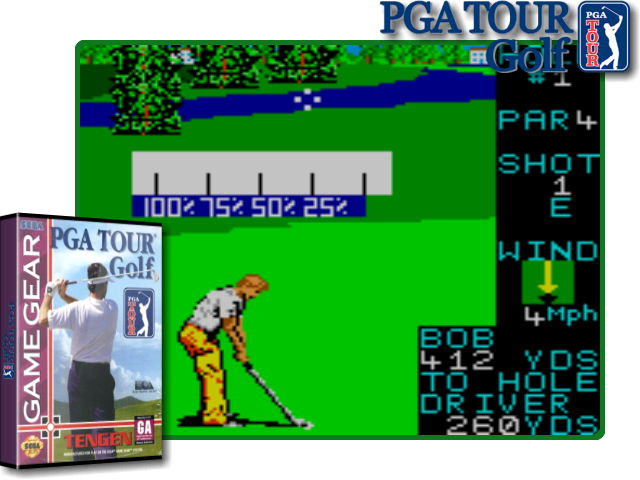 PGA TOUR
Golf
PGA
TOUR
#1
PAR 4
SHOT
1
E
WIND
4Mph
100% 75% 50% 25%
BOB
412 YDS
TO HOLE
DRIVER
260YDS
SEGA
GAME GEAR
PGA TOUR
Golf
PGA
TOUR
TENGEN
GA
SEGA